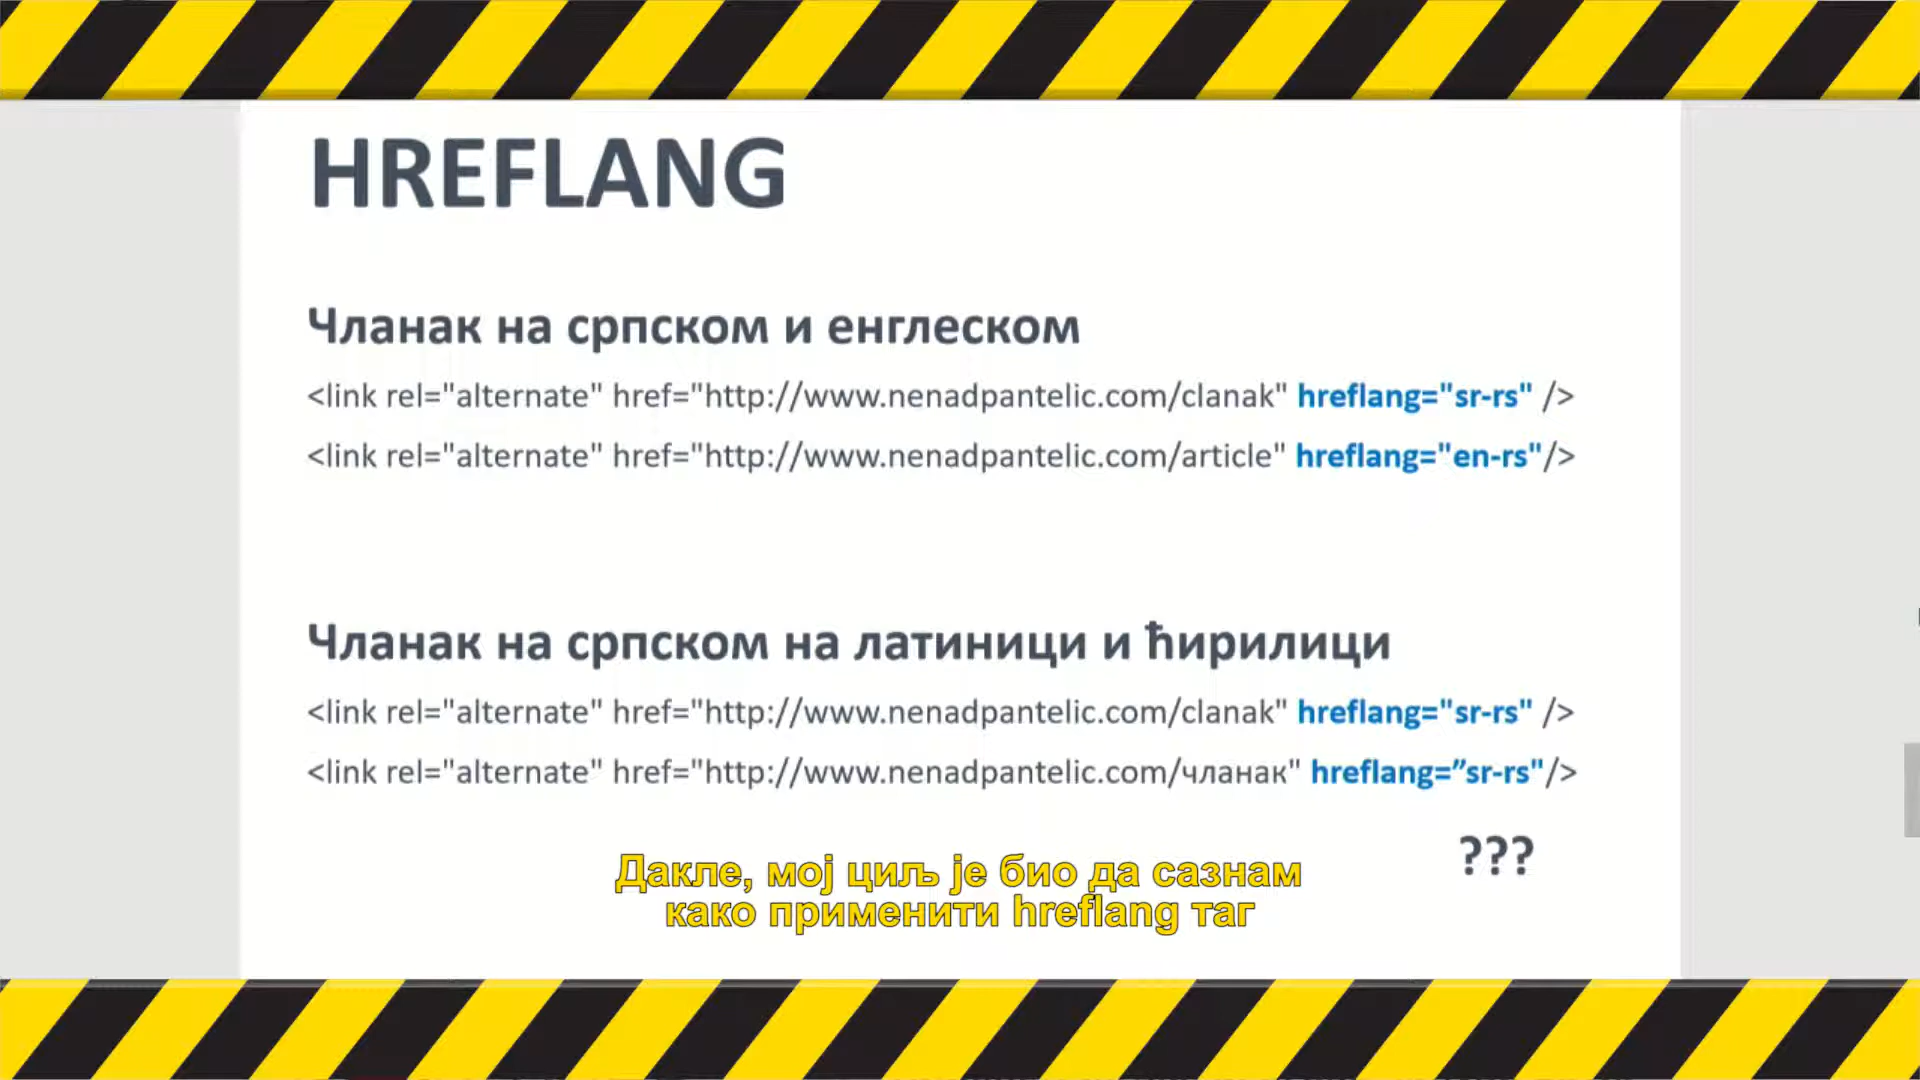 HREFLANG
Чланак на српском и енглеском
<link rel="alternate" href="http://www.nenadpantelic.com/clanak" hreflang="sr-rs" />
<link rel="alternate" href="http://www.nenadpantelic.com/article" hreflang="en-rs"/>
Чланак на српском на латиници и ћирилици
<link rel="alternate" href="http://www.nenadpantelic.com/clanak" hreflang="sr-rs" />
<link rel="alternate" href="http://www.nenadpantelic.com/чланак" hreflang=”sr-rs"/>
???
Дакле, мој циљ је био да сазнам
како применити hreflang таг